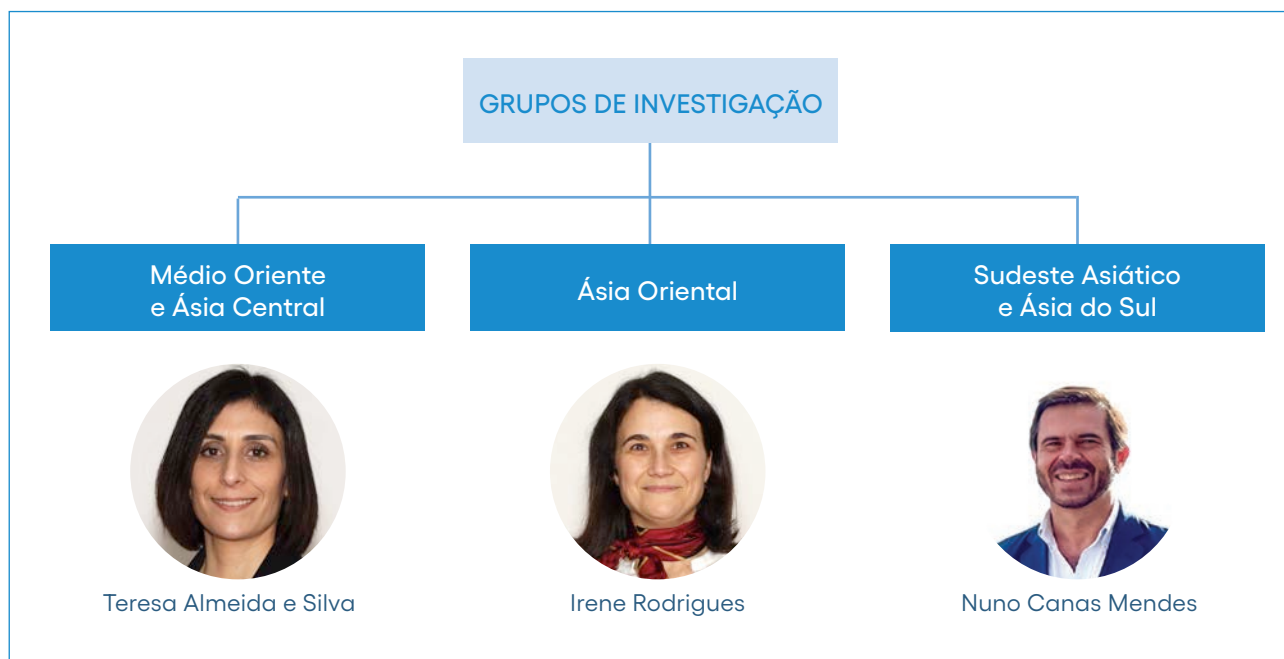 GRUPOS DE INVESTIGAÇÃO
Médio Oriente
e Ásia Central
Ásia Oriental
Sudeste Asiático
e Ásia do Sul
Teresa Almeida e Silva
Irene Rodrigues
Nuno Canas Mendes